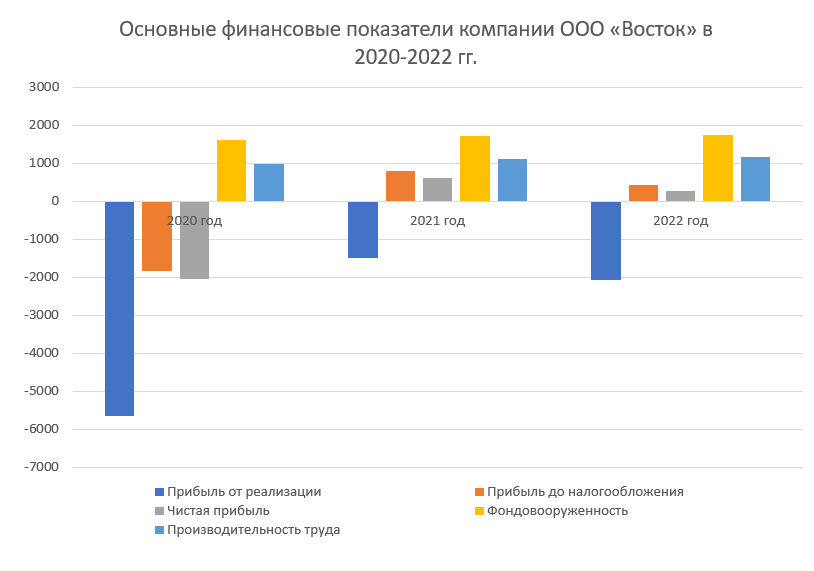 Основные финансовые показатели компании ООО «Восток» в
2020-2022 гг.
3000
2000
1000
0
-1000
-2000
-3000
-4000
-5000
-6000
-7000
2020 год
2021 год
2022 год
Прибыль от реализации
Прибыль до налогообложения
Чистая прибыль
Фондовооруженность
Производительность труда